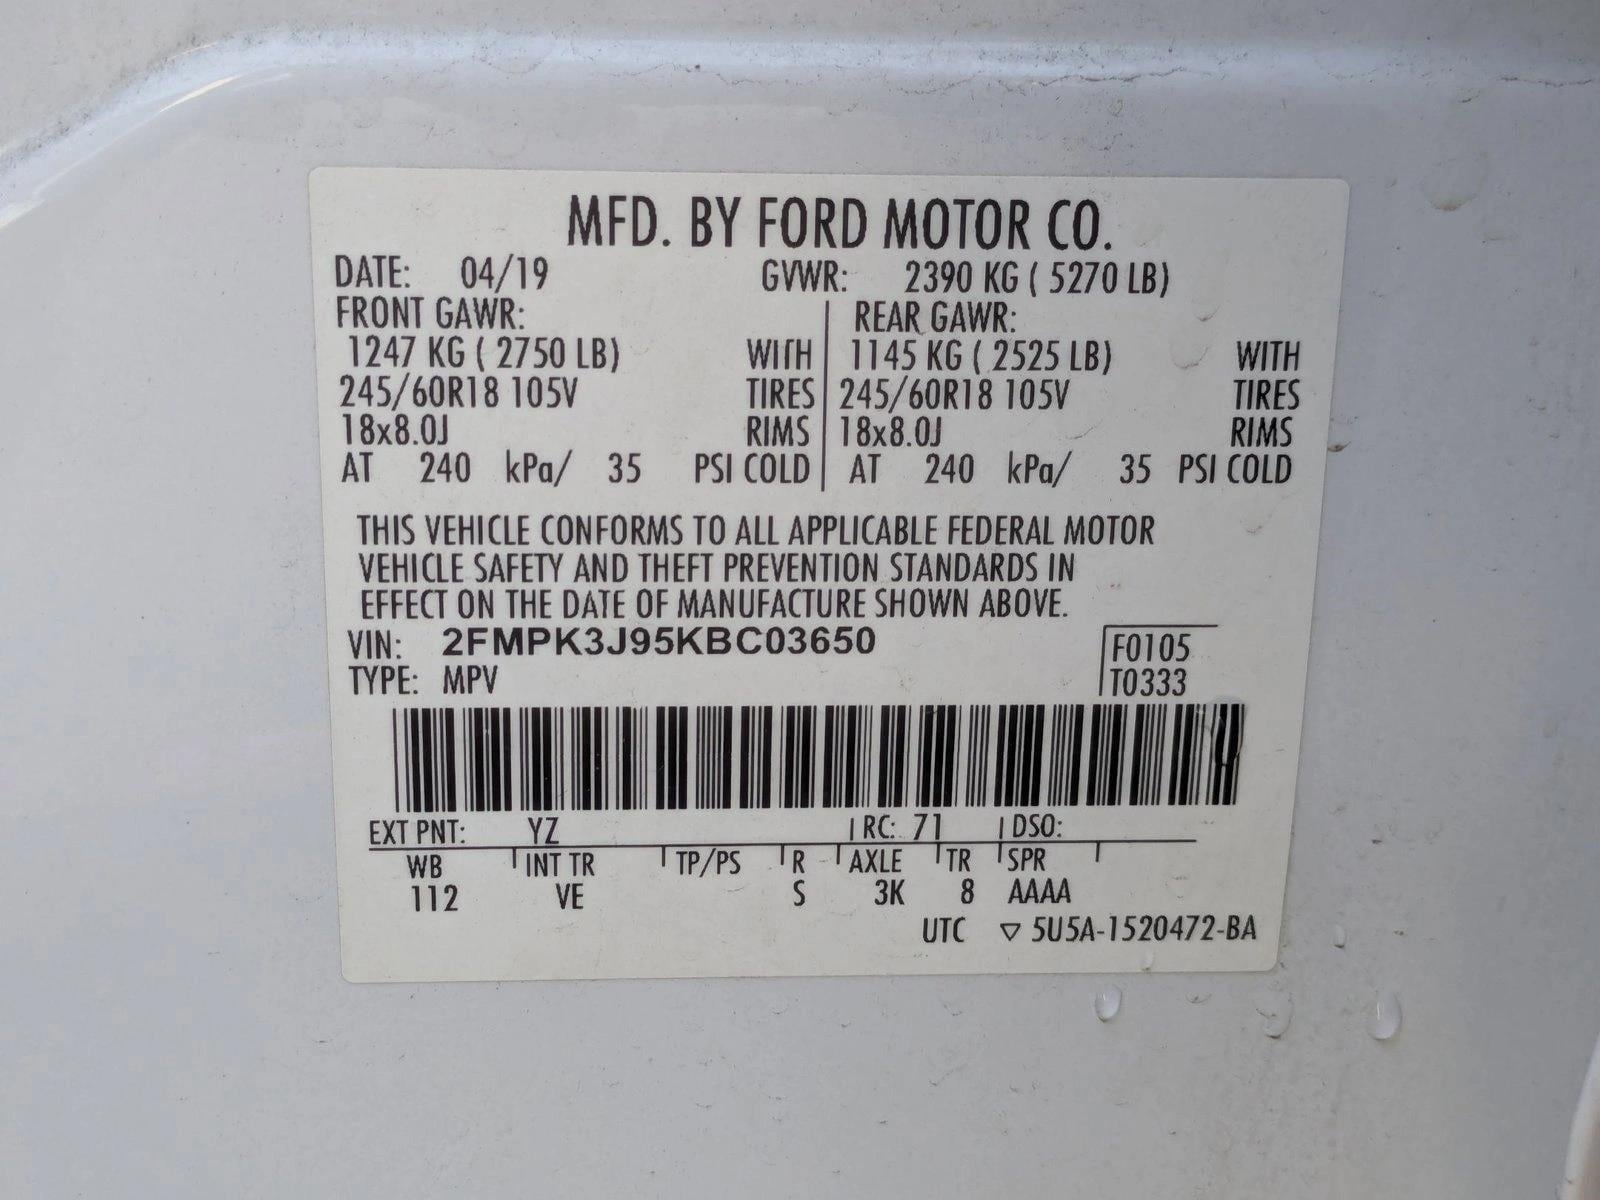 MFD. BY FORD MOTOR CO.
DATE: 04/19 GVWR: 2390 KG ( 5270 LB)
FRONT GAWR: REAR GAWR:
1247 KG ( 2750 LB) WITH 1145 KG ( 2525 LB) WITH
245/60R18 105V TIRES 245/60R18 105V TIRES
18x8.0J RIMS 18x8.0J RIMS
AT 240 kPa/ 35 PSI COLD AT 240 kPa/ 35 PSI COLD
THIS VEHICLE CONFORMS TO ALL APPLICABLE FEDERAL MOTOR
VEHICLE SAFETY AND THEFT PREVENTION STANDARDS IN
EFFECT ON THE DATE OF MANUFACTURE SHOWN ABOVE.
VIN: 2FMPK3J95KBC03650 F0105
TYPE: MPV T0333
EXT PNT: YZ RC: 71 DSO:
WB INT TR TP/PS R AXLE TR SPR
112 VE S 3K 8 AAAA
UTC ▽ 5U5A-1520472-BA